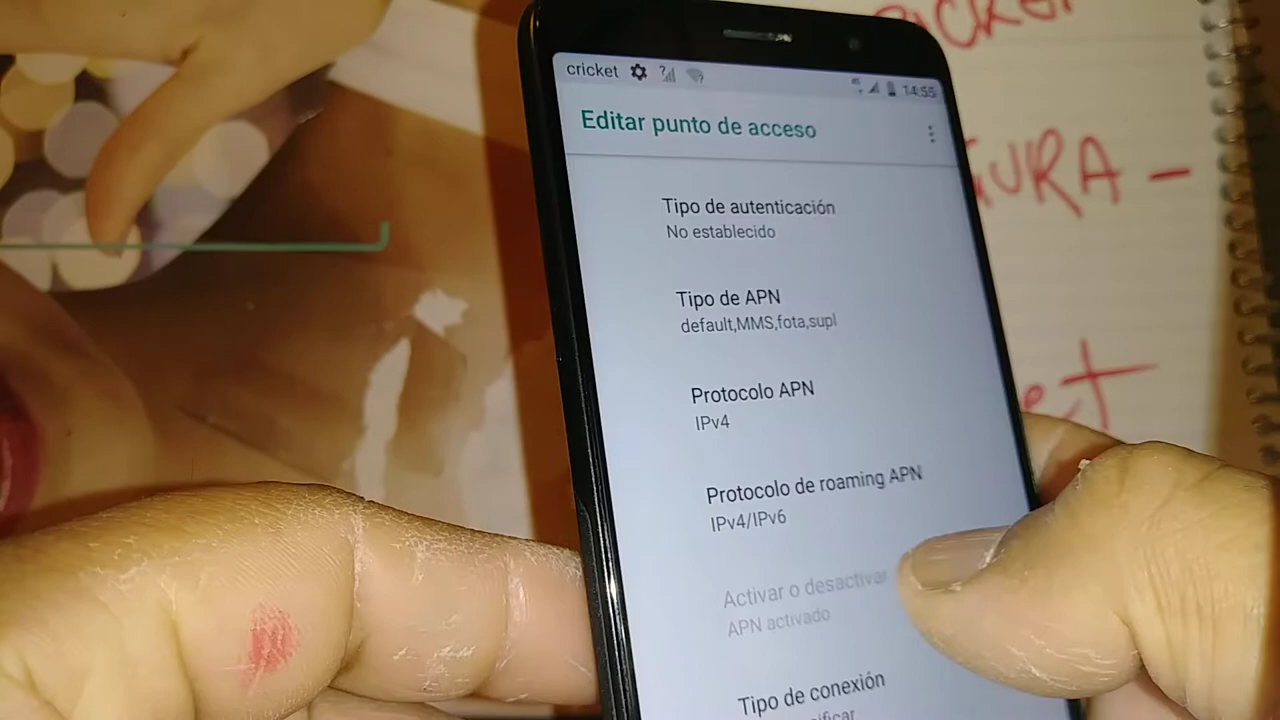 cricket
14:55
Editar punto de acceso
Tipo de autenticación
No establecido
Tipo de APN
default,MMS,fota,supl
Protocolo APN
IPv4
Protocolo de roaming APN
IPv4/IPv6
Activar o desactivar
APN activado
Tipo de conexión